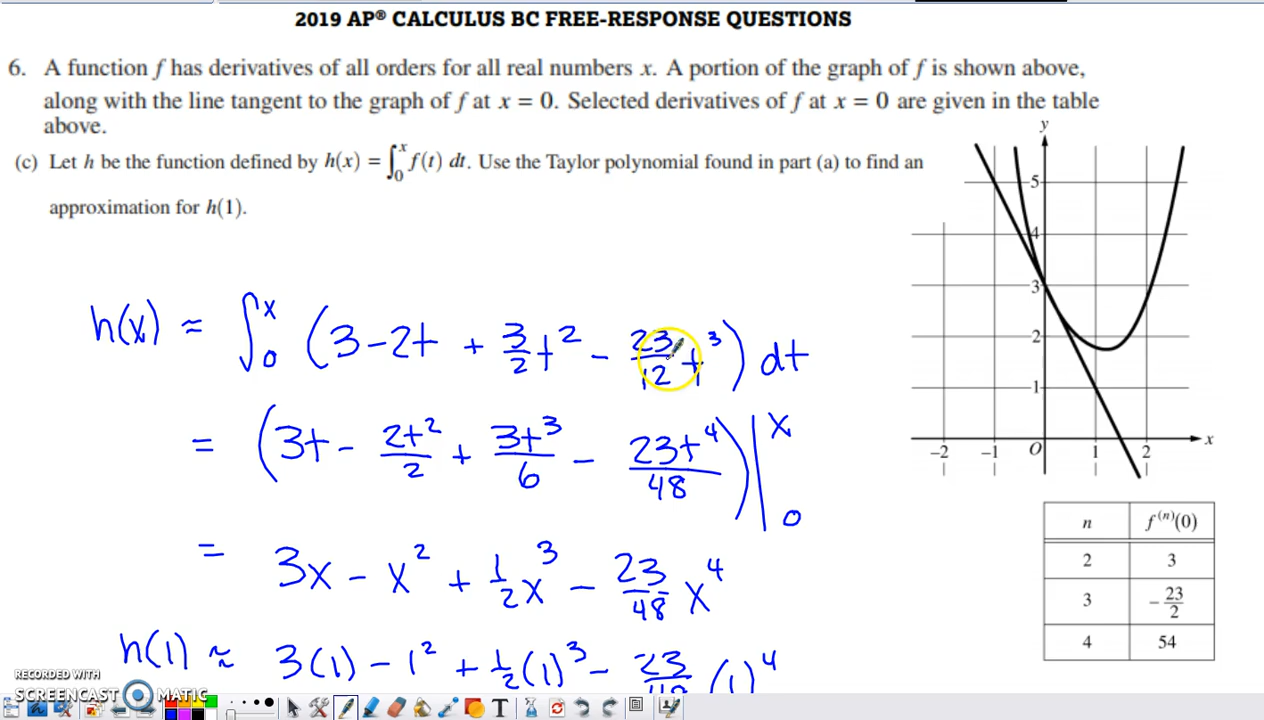 2019 AP® CALCULUS BC FREE-RESPONSE QUESTIONS
6. A function f has derivatives of all orders for all real numbers x. A portion of the graph of f is shown above,
along with the line tangent to the graph of f at x = 0. Selected derivatives of f at x = 0 are given in the table
above.
(c) Let h be the function defined by h(x) = ∫₀ˣ f(t) dt. Use the Taylor polynomial found in part (a) to find an
approximation for h(1).
h(x) ≈ ∫₀ˣ (3 - 2t + 3/2 t² - 23/12 t³) dt
= (3t - 2t²/2 + 3t³/6 - 23t⁴/48) |₀ˣ
= 3x - x² + 1/2 x³ - 23/48 x⁴
h(1) ≈ 3(1) - 1² + 1/2 (1)³ - 23/48 (1)⁴
y
5
4
3
2
1
-2 -1 O 1 2 x
n f⁽ⁿ⁾(0)
2 3
3 -23/2
4 54
RECORDED WITH
SCREENCAST MATIC
T